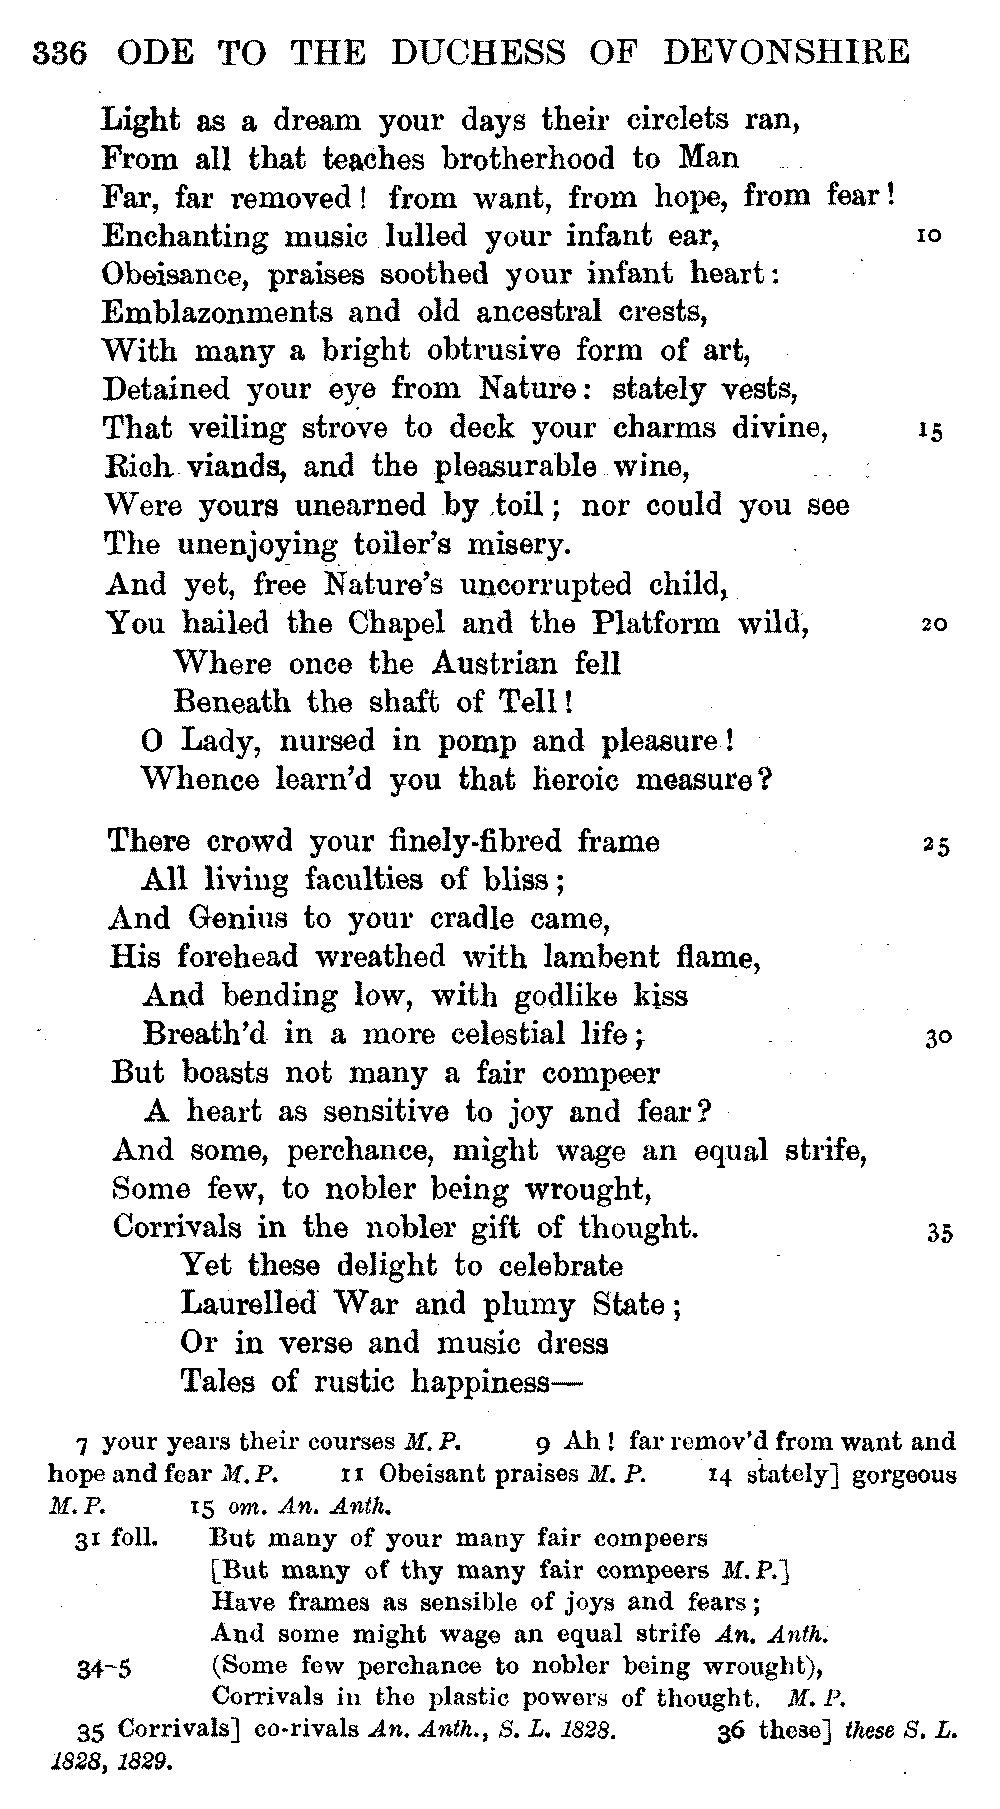 336 ODE TO THE DUCHESS OF DEVONSHIRE
Light as a dream your days their circlets ran,
From all that teaches brotherhood to Man
Far, far removed! from want, from hope, from fear!
Enchanting music lulled your infant ear, 10
Obeisance, praises soothed your infant heart:
Emblazonments and old ancestral crests,
With many a bright obtrusive form of art,
Detained your eye from Nature: stately vests,
That veiling strove to deck your charms divine, 15
Rich viands, and the pleasurable wine,
Were yours unearned by toil; nor could you see
The unenjoying toiler's misery.
And yet, free Nature's uncorrupted child,
You hailed the Chapel and the Platform wild, 20
Where once the Austrian fell
Beneath the shaft of Tell!
O Lady, nursed in pomp and pleasure!
Whence learn'd you that heroic measure?
There crowd your finely-fibred frame 25
All living faculties of bliss;
And Genius to your cradle came,
His forehead wreathed with lambent flame,
And bending low, with godlike kiss
Breath'd in a more celestial life; 30
But boasts not many a fair compeer
A heart as sensitive to joy and fear?
And some, perchance, might wage an equal strife,
Some few, to nobler being wrought,
Corrivals in the nobler gift of thought. 35
Yet these delight to celebrate
Laurelled War and plumy State;
Or in verse and music dress
Tales of rustic happiness—
7 your years their courses M. P. 9 Ah! far remov'd from want and
hope and fear M. P. 11 Obeisant praises M. P. 14 stately] gorgeous
M. P. 15 om. An. Anth.
31 foll. But many of your many fair compeers
[But many of thy many fair compeers M. P.]
Have frames as sensible of joys and fears;
And some might wage an equal strife An. Anth.
34-5 (Some few perchance to nobler being wrought),
Corrivals in the plastic powers of thought. M. P.
35 Corrivals] co-rivals An. Anth., S. L. 1828. 36 these] these S. L.
1828, 1829.